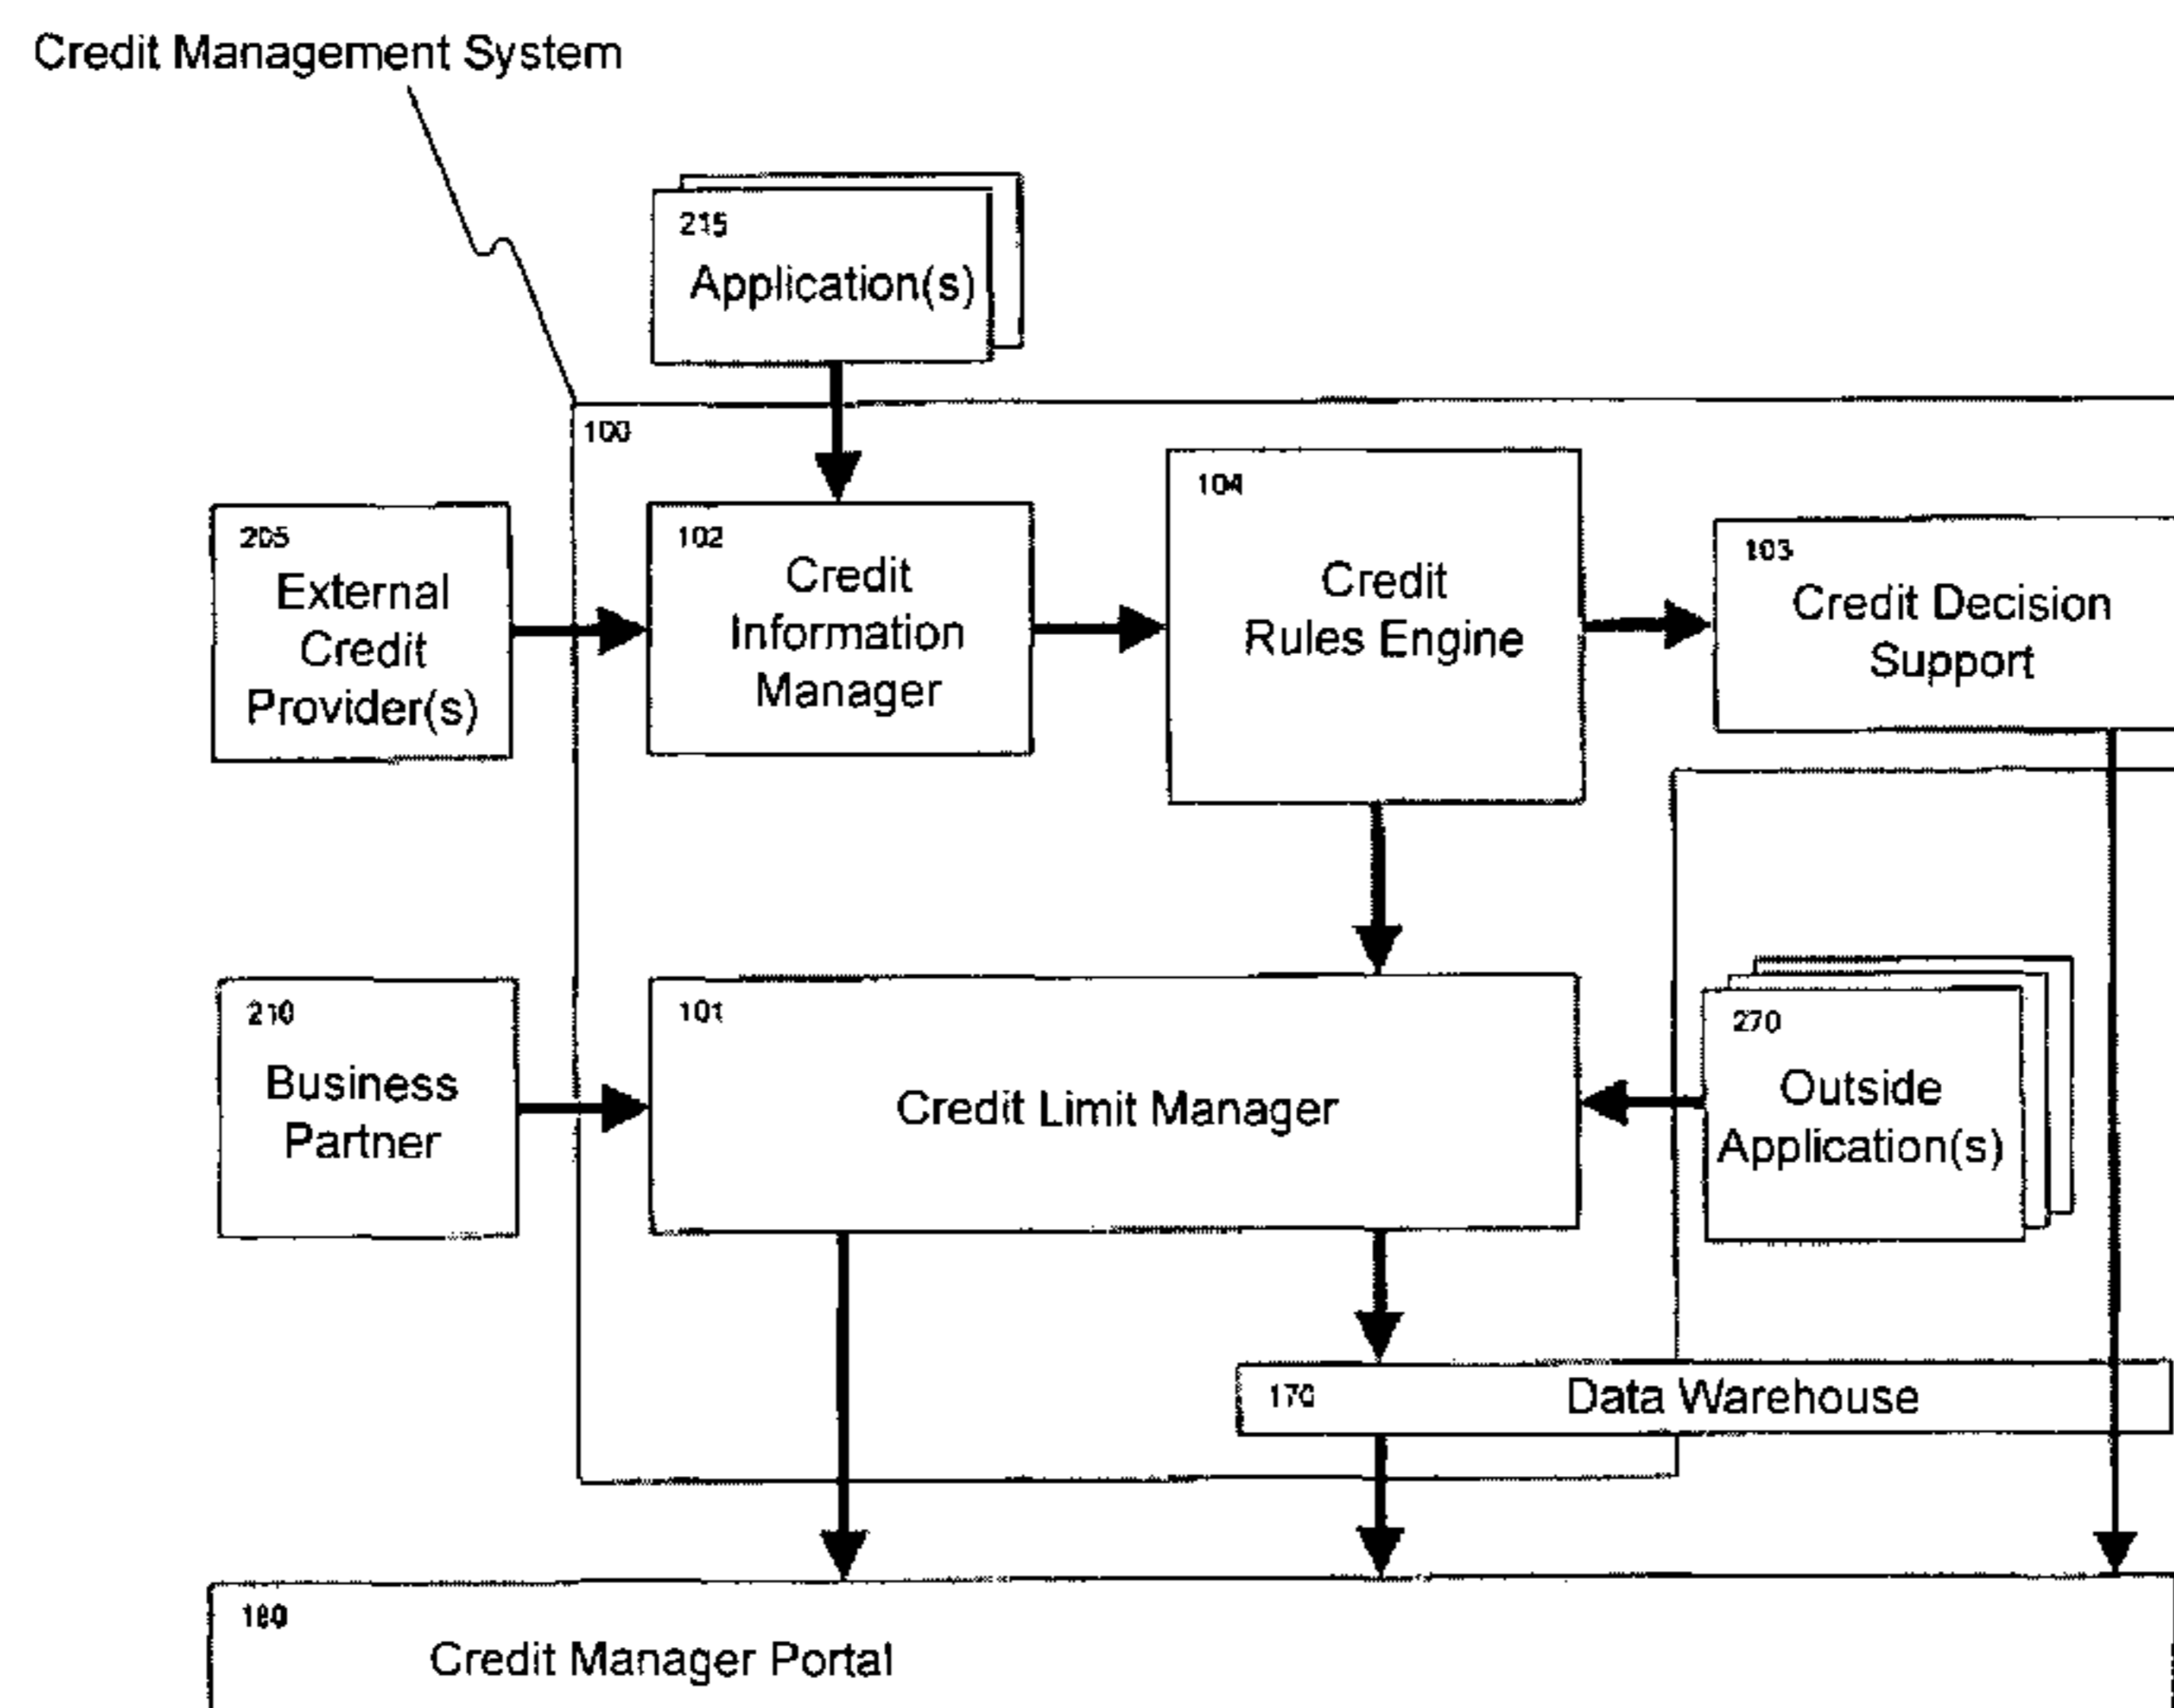 Credit Management System
215
Application(s)
100
205
External
Credit
Provider(s)
102
Credit
Information
Manager
104
Credit
Rules Engine
103
Credit Decision
Support
210
Business
Partner
101
Credit Limit Manager
270
Outside
Application(s)
170
Data Warehouse
180
Credit Manager Portal